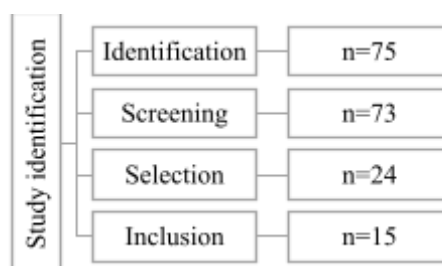 Study identification
Identification
n=75
Screening
n=73
Selection
n=24
Inclusion
n=15